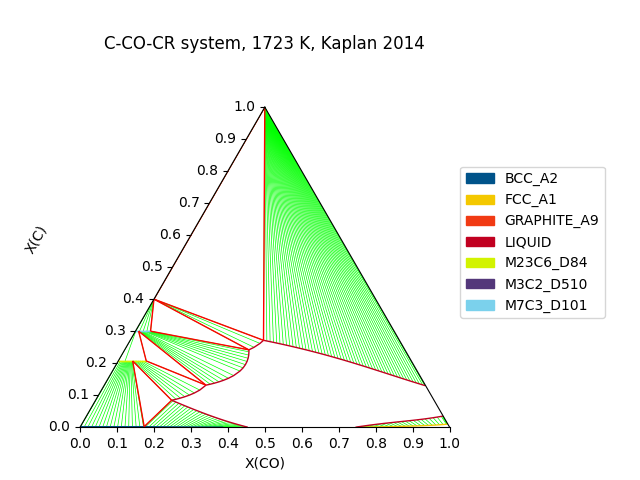 C-CO-CR system, 1723 K, Kaplan 2014
1.0
0.9
0.8
0.7
0.6
0.5
0.4
0.3
0.2
0.1
0.0
X(C)
0.0 0.1 0.2 0.3 0.4 0.5 0.6 0.7 0.8 0.9 1.0
X(CO)
BCC_A2
FCC_A1
GRAPHITE_A9
LIQUID
M23C6_D84
M3C2_D510
M7C3_D101